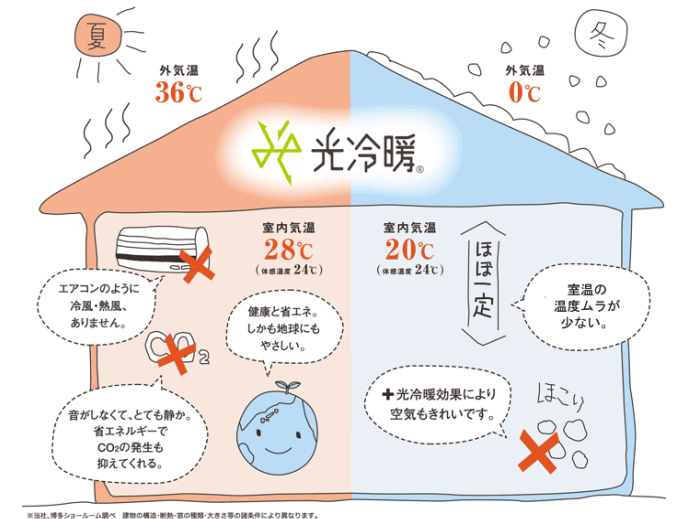 夏
冬
外気温
36℃
外気温
0℃
光冷暖®
室内気温
28℃
(体感温度 24℃)
室内気温
20℃
(体感温度 24℃)
ほぼ一定
エアコンのように
冷風・熱風、
ありません。
健康と省エネ。
しかも地球にも
やさしい。
室温の
温度ムラが
少ない。
CO2
音がしなくて、とても静か。
省エネルギーで
CO2の発生も
抑えてくれる。
+光冷暖効果により
空気もきれいです。
ほこり
※当社、博多ショールーム調べ 建物の構造・断熱・窓の種類・大きさ等の諸条件により異なります。